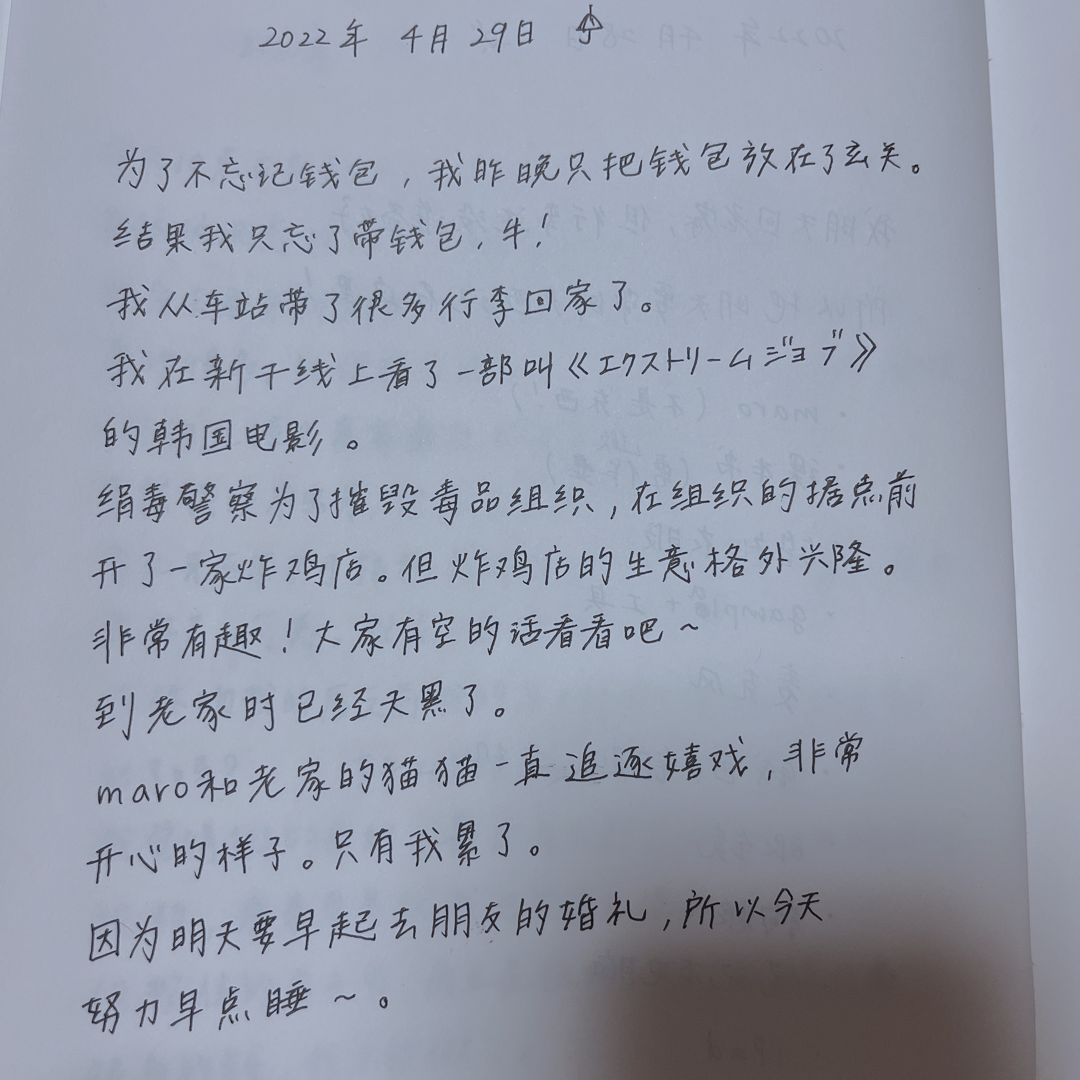 2022年 4月 29日
为了不忘记钱包，我昨晚只把钱包放在了玄关。
结果我只忘了带钱包，牛！
我从车站带了很多行李回家了。
我在新干线上看了一部叫《エクストリームジョブ》
的韩国电影。
绢毒警察为了摧毁毒品组织，在组织的据点前
开了一家炸鸡店。但炸鸡店的生意格外兴隆。
非常有趣！大家有空的话看看吧～
到老家时已经天黑了。
maro和老家的猫猫一直追逐嬉戏，非常
开心的样子。只有我累了。
因为明天要早起去朋友的婚礼，所以今天
努力早点睡～。